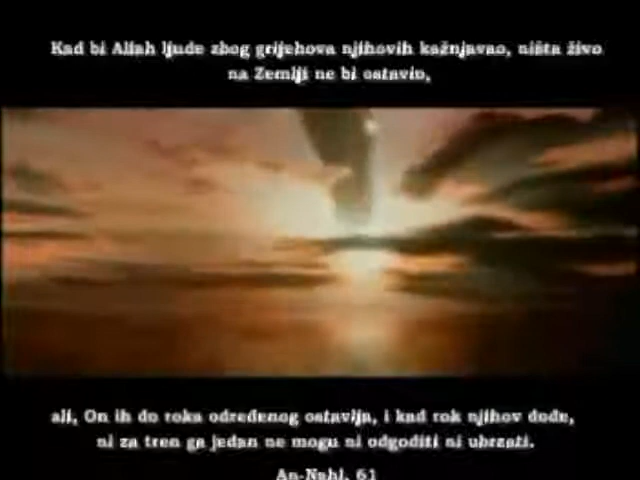 Kad bi Allah ljude zbog grijehova njihovih kažnjavao, ništa živo
na Zemlji ne bi ostavio,
ali, On ih do roka određenog ostavlja, i kad rok njihov dođe,
ni za tren ga jedan ne mogu ni odgoditi ni ubrzati.
An-Nahl, 61